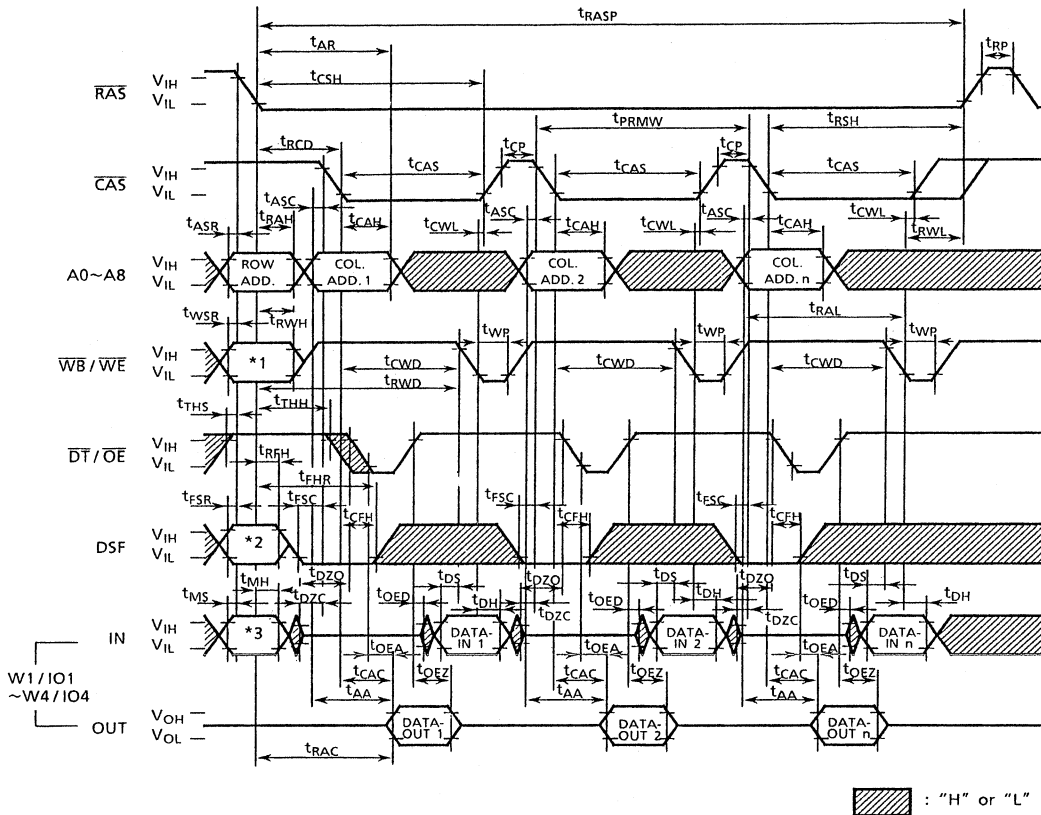 tRASP
tAR
tRP
tCSH
RAS
VIH
VIL
tPRMW
tRSH
tRCD
tCP
tCP
tCAS
tCAS
tCAS
CAS
VIH
VIL
tASC
tASC
tASC
tCWL
tRAH
tASR
tCAH
tCWL
tCAH
tCWL
tCAH
tRWL
A0~A8
VIH
VIL
ROW ADD.
COL. ADD. 1
COL. ADD. 2
COL. ADD. n
tWSR
tRWH
tRAL
tWP
tWP
tWP
WB / WE
VIH
VIL
*1
tCWD
tCWD
tCWD
tRWD
tTHS
tTHH
DT / OE
VIH
VIL
tRFH
tFHR
tFSR
tFSC
tFSC
tFSC
tCFH
tCFH
tCFH
DSF
VIH
VIL
*2
tMH
tDZO
tDS
tDZO
tDS
tDZO
tDS
tMS
tDZC
tOED
tDH
tDZC
tOED
tDH
tDZC
tOED
tDH
IN
VIH
VIL
*3
DATA-IN 1
DATA-IN 2
DATA-IN n
tOEA
tOEA
tOEA
W1 / IO1
~W4 / IO4
tCAC
tOEZ
tCAC
tOEZ
tCAC
tOEZ
tAA
tAA
tAA
OUT
VOH
VOL
DATA-OUT 1
DATA-OUT 2
DATA-OUT n
tRAC
: "H" or "L"